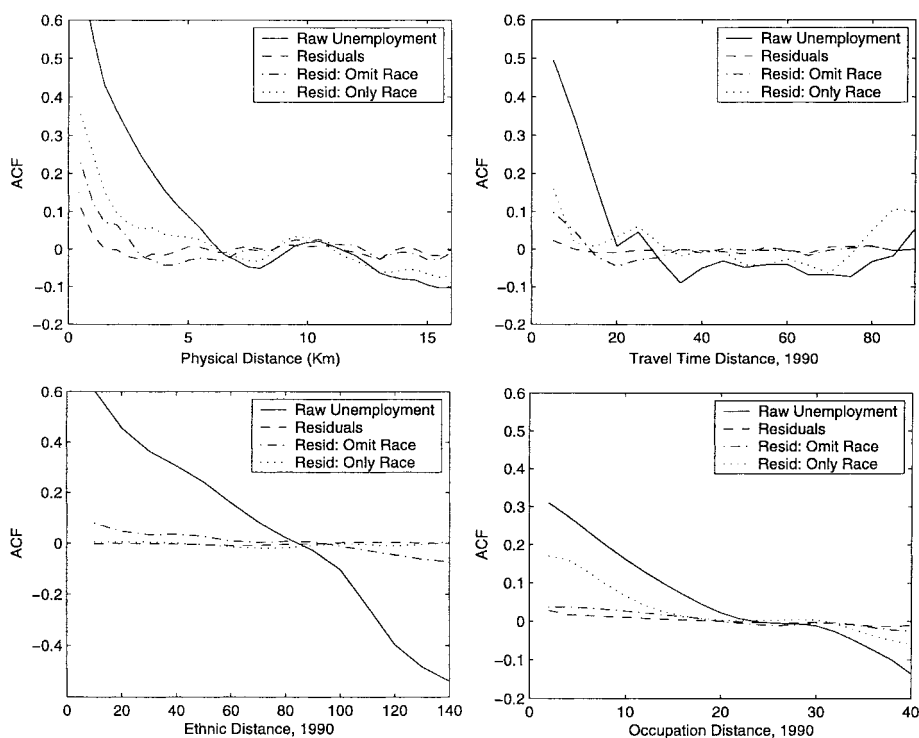 0.6
0.5
0.4
0.3
0.2
0.1
0
−0.1
−0.2
ACF
Raw Unemployment
Residuals
Resid: Omit Race
Resid: Only Race
0 5 10 15
Physical Distance (Km)
0.6
0.5
0.4
0.3
0.2
0.1
0
−0.1
−0.2
ACF
Raw Unemployment
Residuals
Resid: Omit Race
Resid: Only Race
0 20 40 60 80
Travel Time Distance, 1990
0.6
0.4
0.2
0
−0.2
−0.4
ACF
Raw Unemployment
Residuals
Resid: Omit Race
Resid: Only Race
0 20 40 60 80 100 120 140
Ethnic Distance, 1990
0.6
0.5
0.4
0.3
0.2
0.1
0
−0.1
−0.2
ACF
Raw Unemployment
Residuals
Resid: Omit Race
Resid: Only Race
0 10 20 30 40
Occupation Distance, 1990